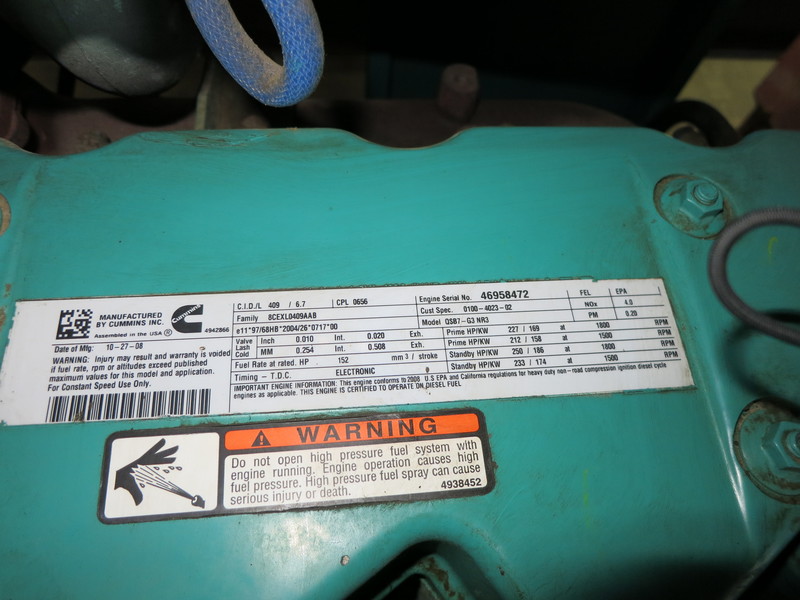 MANUFACTURED
BY CUMMINS INC.
Assembled in the USA ®
Cummins
4942866
Date of Mfg: 10-27-08
WARNING: Injury may result and warranty is voided
if fuel rate, rpm or altitudes exceed published
maximum values for this model and application.
For Constant Speed Use Only.
C.I.D./L 409 / 6.7 CPL 0656
Family 8CEXL0409AAB
e11*97/68HB*2004/26*0717*00
Valve Lash Cold Inch 0.010 Int. 0.020 Exh.
MM 0.254 Int. 0.508 Exh.
Fuel Rate at rated. HP 152 mm³ / stroke
Timing - T.D.C. ELECTRONIC
Engine Serial No. 46958472
Cust Spec. 0100-4023-02
Model QSB7-G3 NR3
Prime HP/KW 227 / 169 at 1800 RPM
Prime HP/KW 212 / 158 at 1500 RPM
Standby HP/KW 250 / 186 at 1800 RPM
Standby HP/KW 233 / 174 at 1500 RPM
FEL EPA
NOx 4.0
PM 0.20
IMPORTANT ENGINE INFORMATION: This engine conforms to 2008 U.S EPA and California regulations for heavy duty non-road compression ignition diesel cycle
engines as applicable. THIS ENGINE IS CERTIFIED TO OPERATE ON DIESEL FUEL
WARNING
Do not open high pressure fuel system with
engine running. Engine operation causes high
fuel pressure. High pressure fuel spray can cause
serious injury or death.
4938452